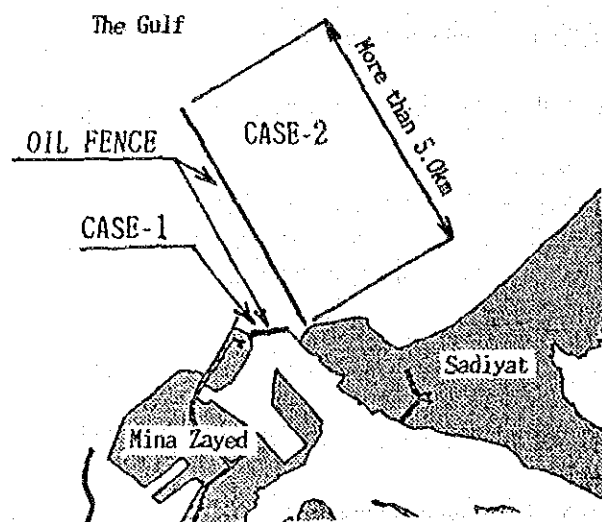 The Gulf
More than 5.0km
CASE-2
OIL FENCE
CASE-1
Sadiyat
Mina Zayed